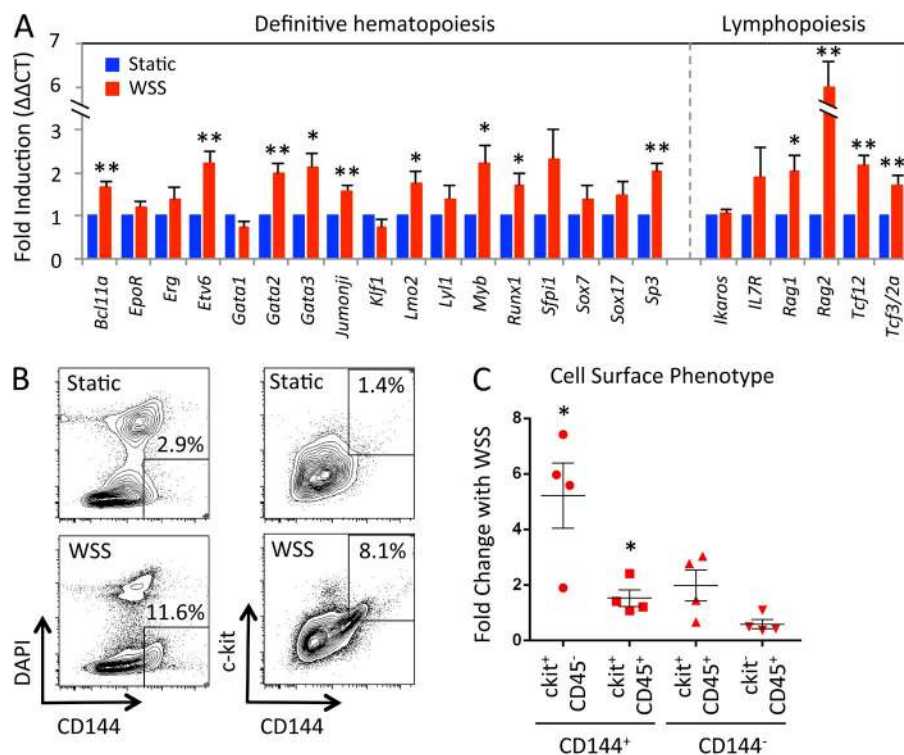 A
Definitive hematopoiesis
Lymphopoiesis
Fold Induction (ΔΔCT)
7
6
3
2
1
0
Static
WSS
** ** ** * ** * * * ** * ** ** **
Bcl11a
EpoR
Erg
Etv6
Gata1
Gata2
Gata3
Jumonji
Klf1
Lmo2
Lyl1
Myb
Runx1
Sfpi1
Sox7
Sox17
Sp3
Ikaros
IL7R
Rag1
Rag2
Tcf12
Tcf3/2a
B
Static
2.9%
Static
1.4%
WSS
11.6%
WSS
8.1%
DAPI
CD144
c-kit
CD144
C
Cell Surface Phenotype
Fold Change with WSS
8
6
4
2
0
*
*
ckit⁺
CD45⁻
ckit⁺
CD45⁺
ckit⁺
CD45⁺
ckit⁻
CD45⁺
CD144⁺
CD144⁻